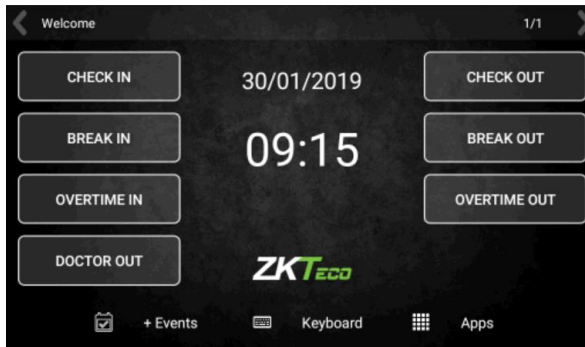 Welcome 1/1
CHECK IN 30/01/2019 CHECK OUT
BREAK IN 09:15 BREAK OUT
OVERTIME IN OVERTIME OUT
DOCTOR OUT ZKTeco
+ Events Keyboard Apps